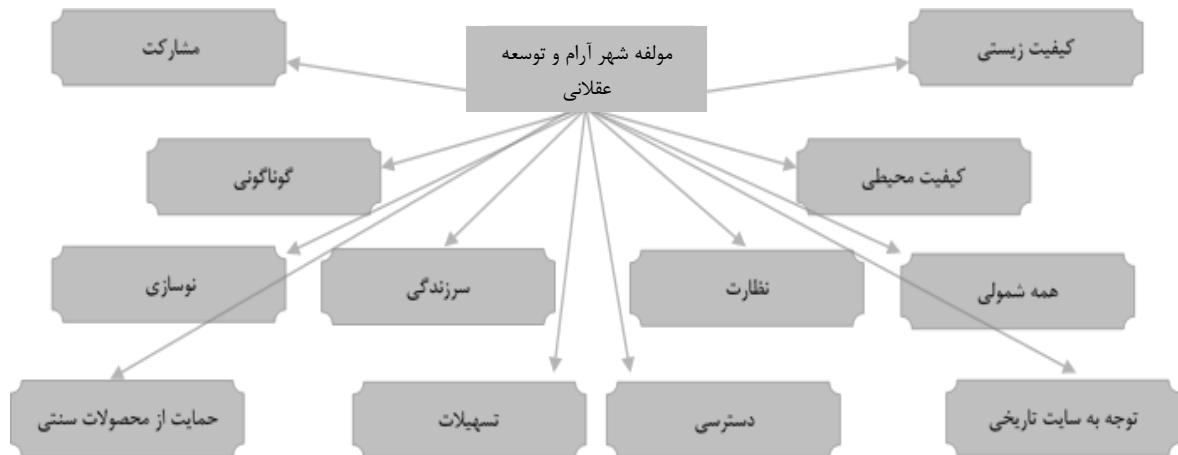 کیفیت زیستی
مولفه شهر آرام و توسعه
عقلانی
مشارکت
کیفیت محیطی
گوناگونی
همه شمولی
نظارت
سرزندگی
نوسازی
توجه به سایت تاریخی
دسترسی
تسهیلات
حمایت از محصولات سنتی